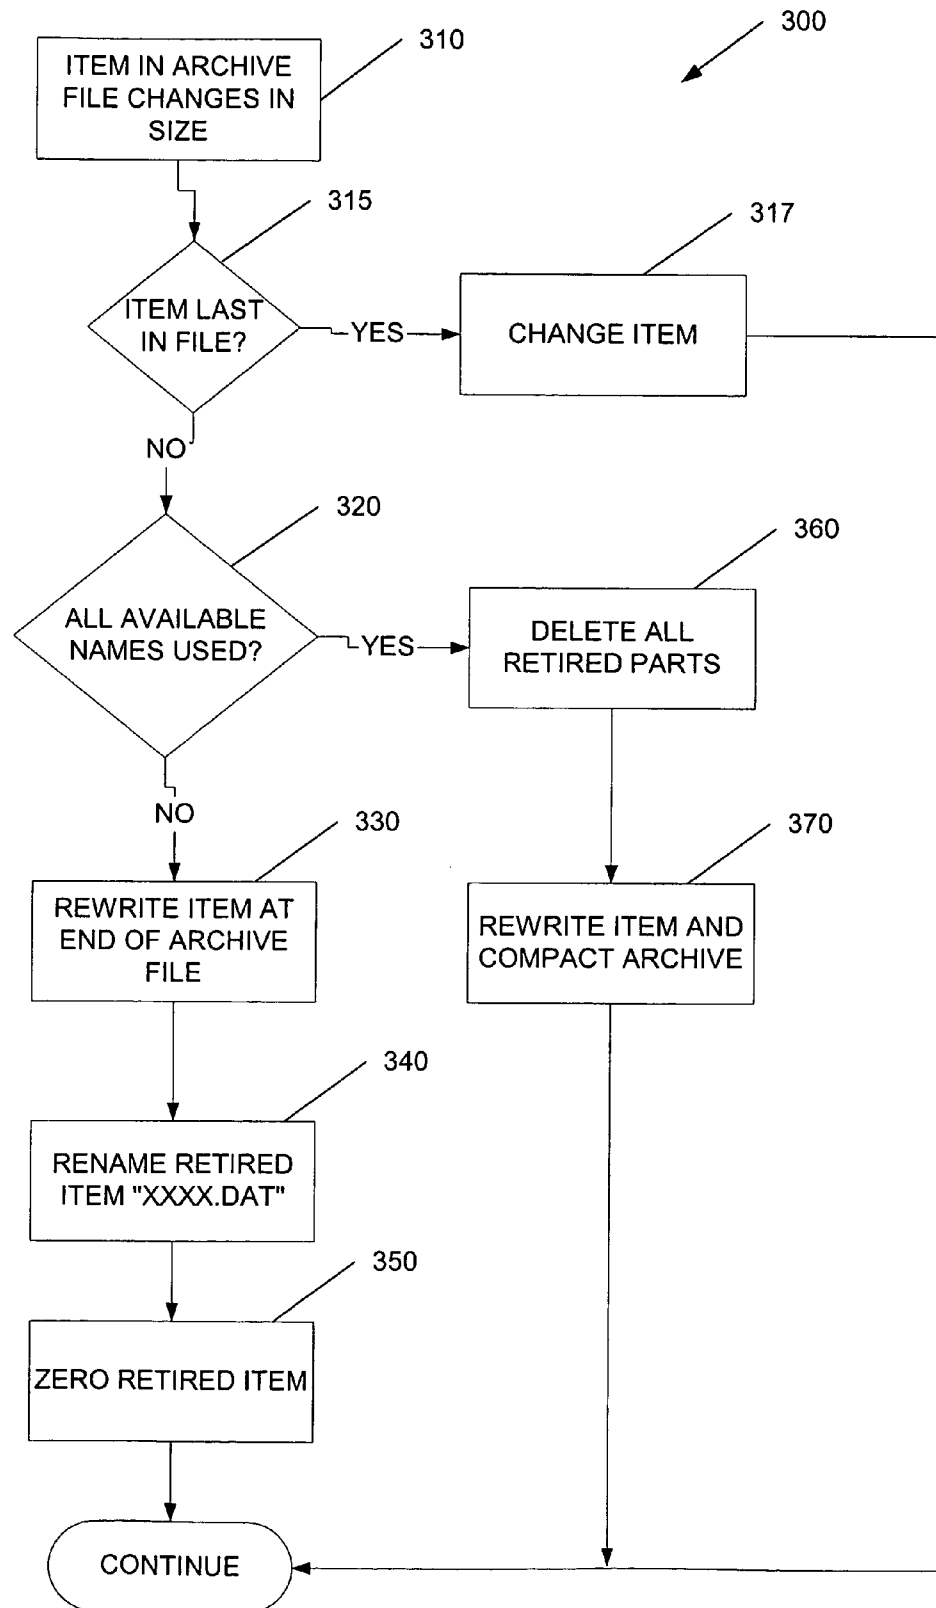 300
310
ITEM IN ARCHIVE
FILE CHANGES IN
SIZE
315
317
ITEM LAST
IN FILE?
YES
CHANGE ITEM
NO
320
360
ALL AVAILABLE
NAMES USED?
YES
DELETE ALL
RETIRED PARTS
NO
330
370
REWRITE ITEM AT
END OF ARCHIVE
FILE
REWRITE ITEM AND
COMPACT ARCHIVE
340
RENAME RETIRED
ITEM "XXXX.DAT"
350
ZERO RETIRED ITEM
CONTINUE